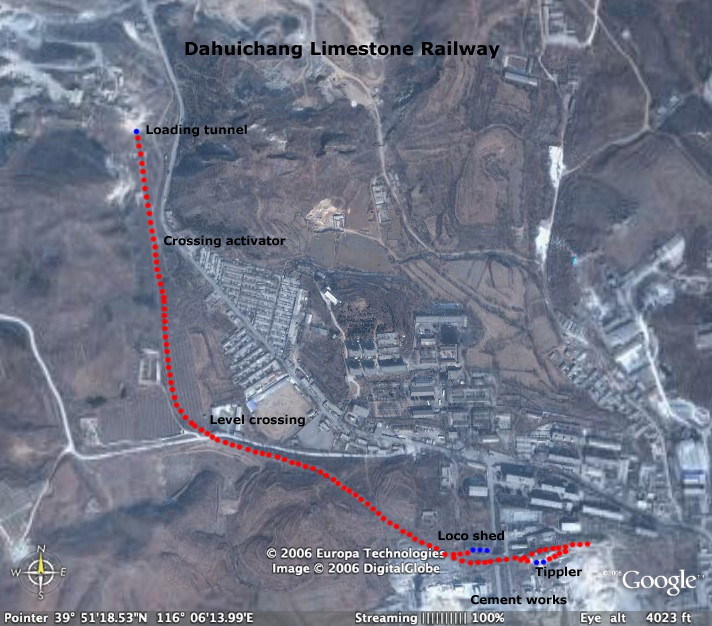 Dahuichang Limestone Railway
Loading tunnel
Crossing activator
Level crossing
Loco shed
© 2006 Europa Technologies
Image © 2006 DigitalGlobe
Tippler
Cement works
N
W E
S
© 2006 Google
Pointer 39° 51'18.53"N 116° 06'13.99"E Streaming |||||||||| 100% Eye alt 4023 ft